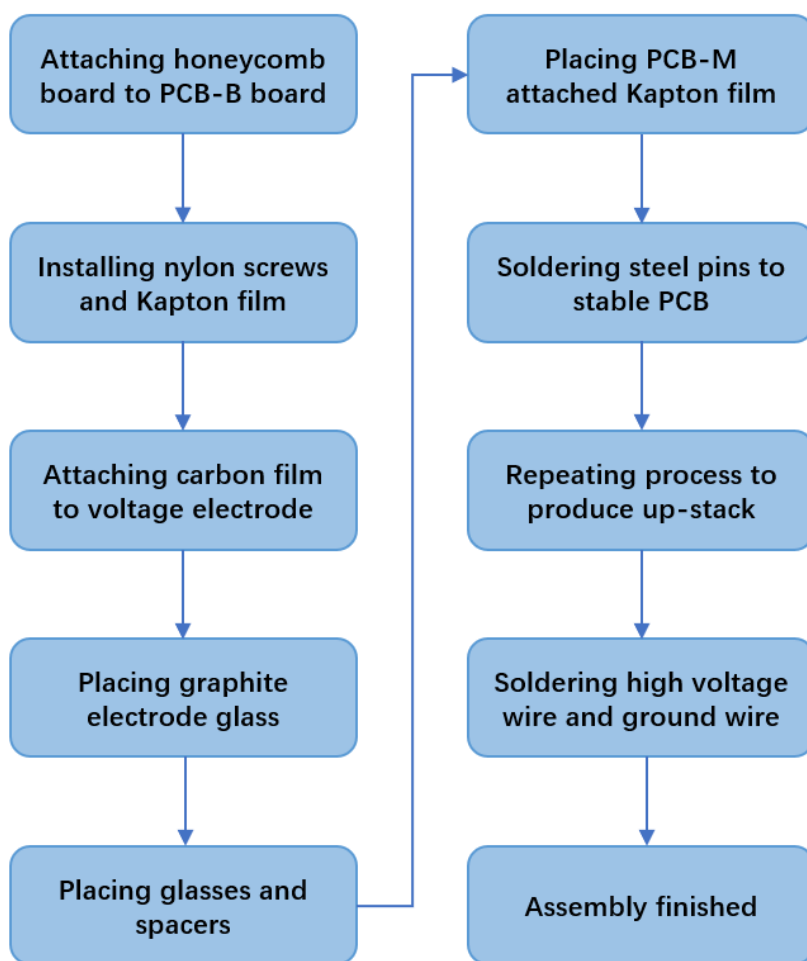 Attaching honeycomb
board to PCB-B board
Installing nylon screws
and Kapton film
Attaching carbon film
to voltage electrode
Placing graphite
electrode glass
Placing glasses and
spacers
Placing PCB-M
attached Kapton film
Soldering steel pins to
stable PCB
Repeating process to
produce up-stack
Soldering high voltage
wire and ground wire
Assembly finished